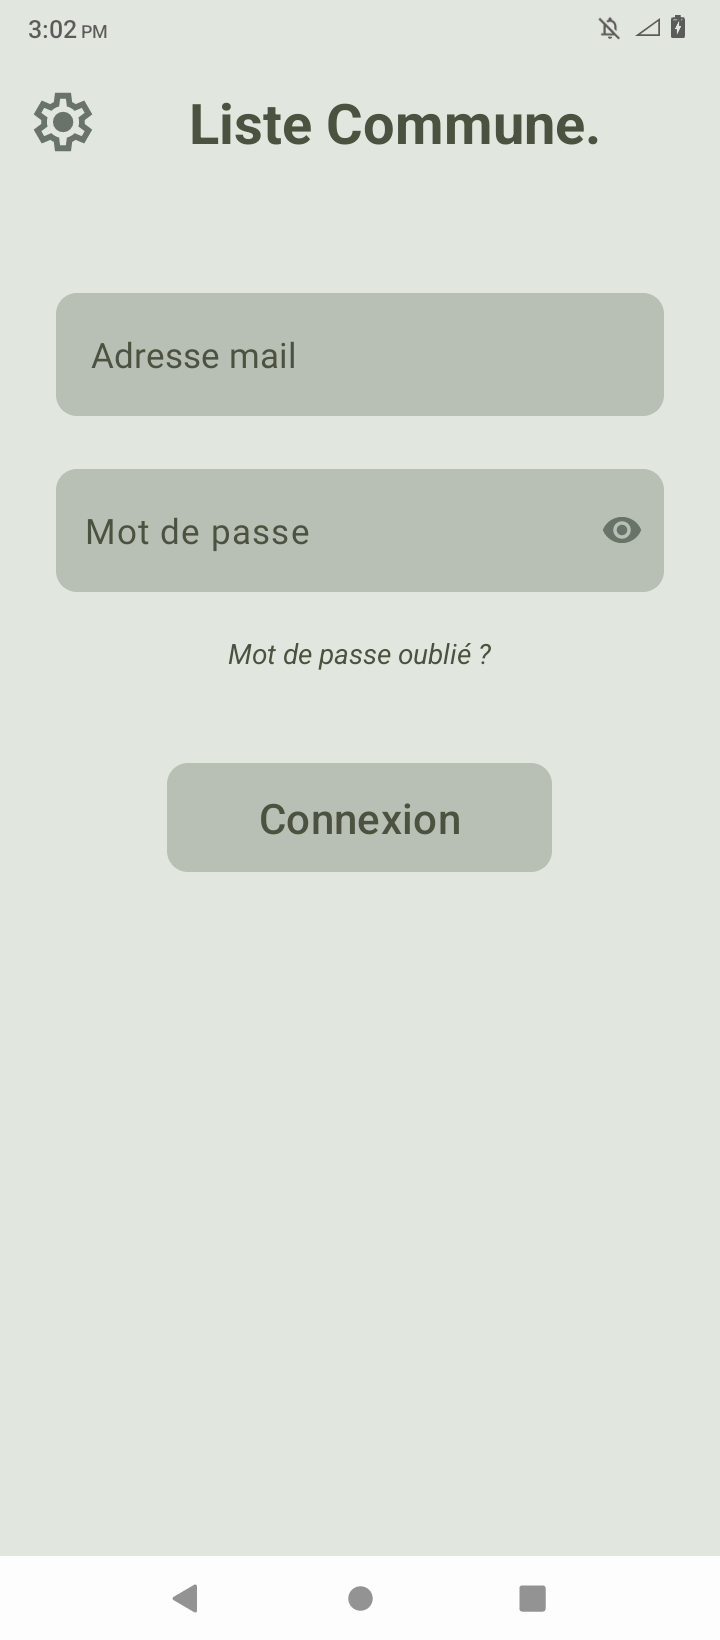 3:02 PM
Liste Commune.
Adresse mail
Mot de passe
Mot de passe oublié ?
Connexion